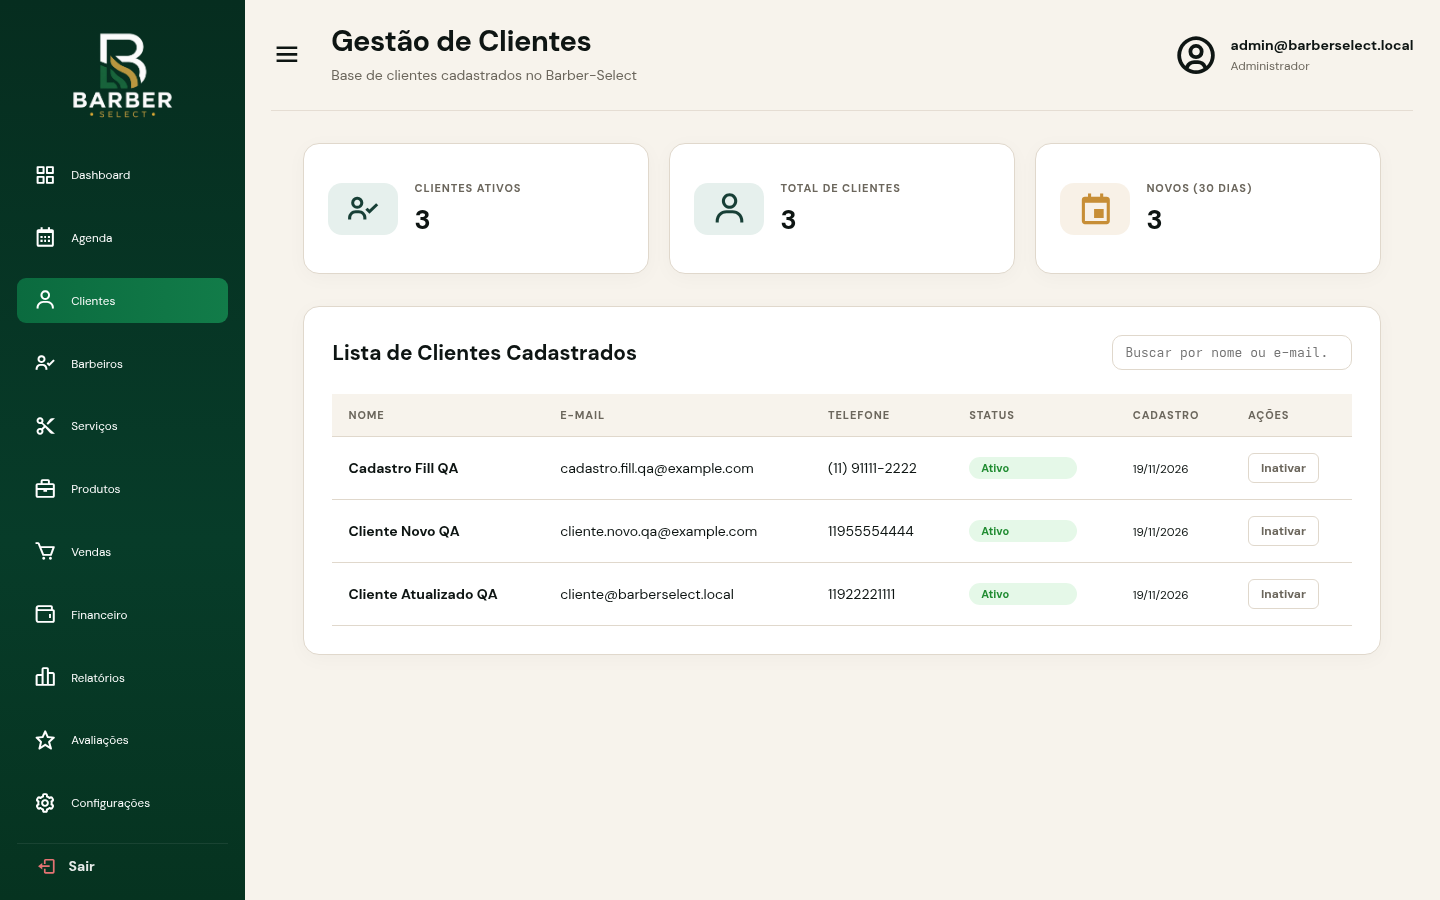 BARBER
• SELECT •
Dashboard
Agenda
Clientes
Barbeiros
Serviços
Produtos
Vendas
Financeiro
Relatórios
Avaliações
Configurações
Sair
Gestão de Clientes
Base de clientes cadastrados no Barber-Select
admin@barberselect.local
Administrador
CLIENTES ATIVOS
3
TOTAL DE CLIENTES
3
NOVOS (30 DIAS)
3
Lista de Clientes Cadastrados
Buscar por nome ou e-mail.
NOME E-MAIL TELEFONE STATUS CADASTRO AÇÕES
Cadastro Fill QA cadastro.fill.qa@example.com (11) 91111-2222 Ativo 19/11/2026 Inativar
Cliente Novo QA cliente.novo.qa@example.com 11955554444 Ativo 19/11/2026 Inativar
Cliente Atualizado QA cliente@barberselect.local 11922221111 Ativo 19/11/2026 Inativar